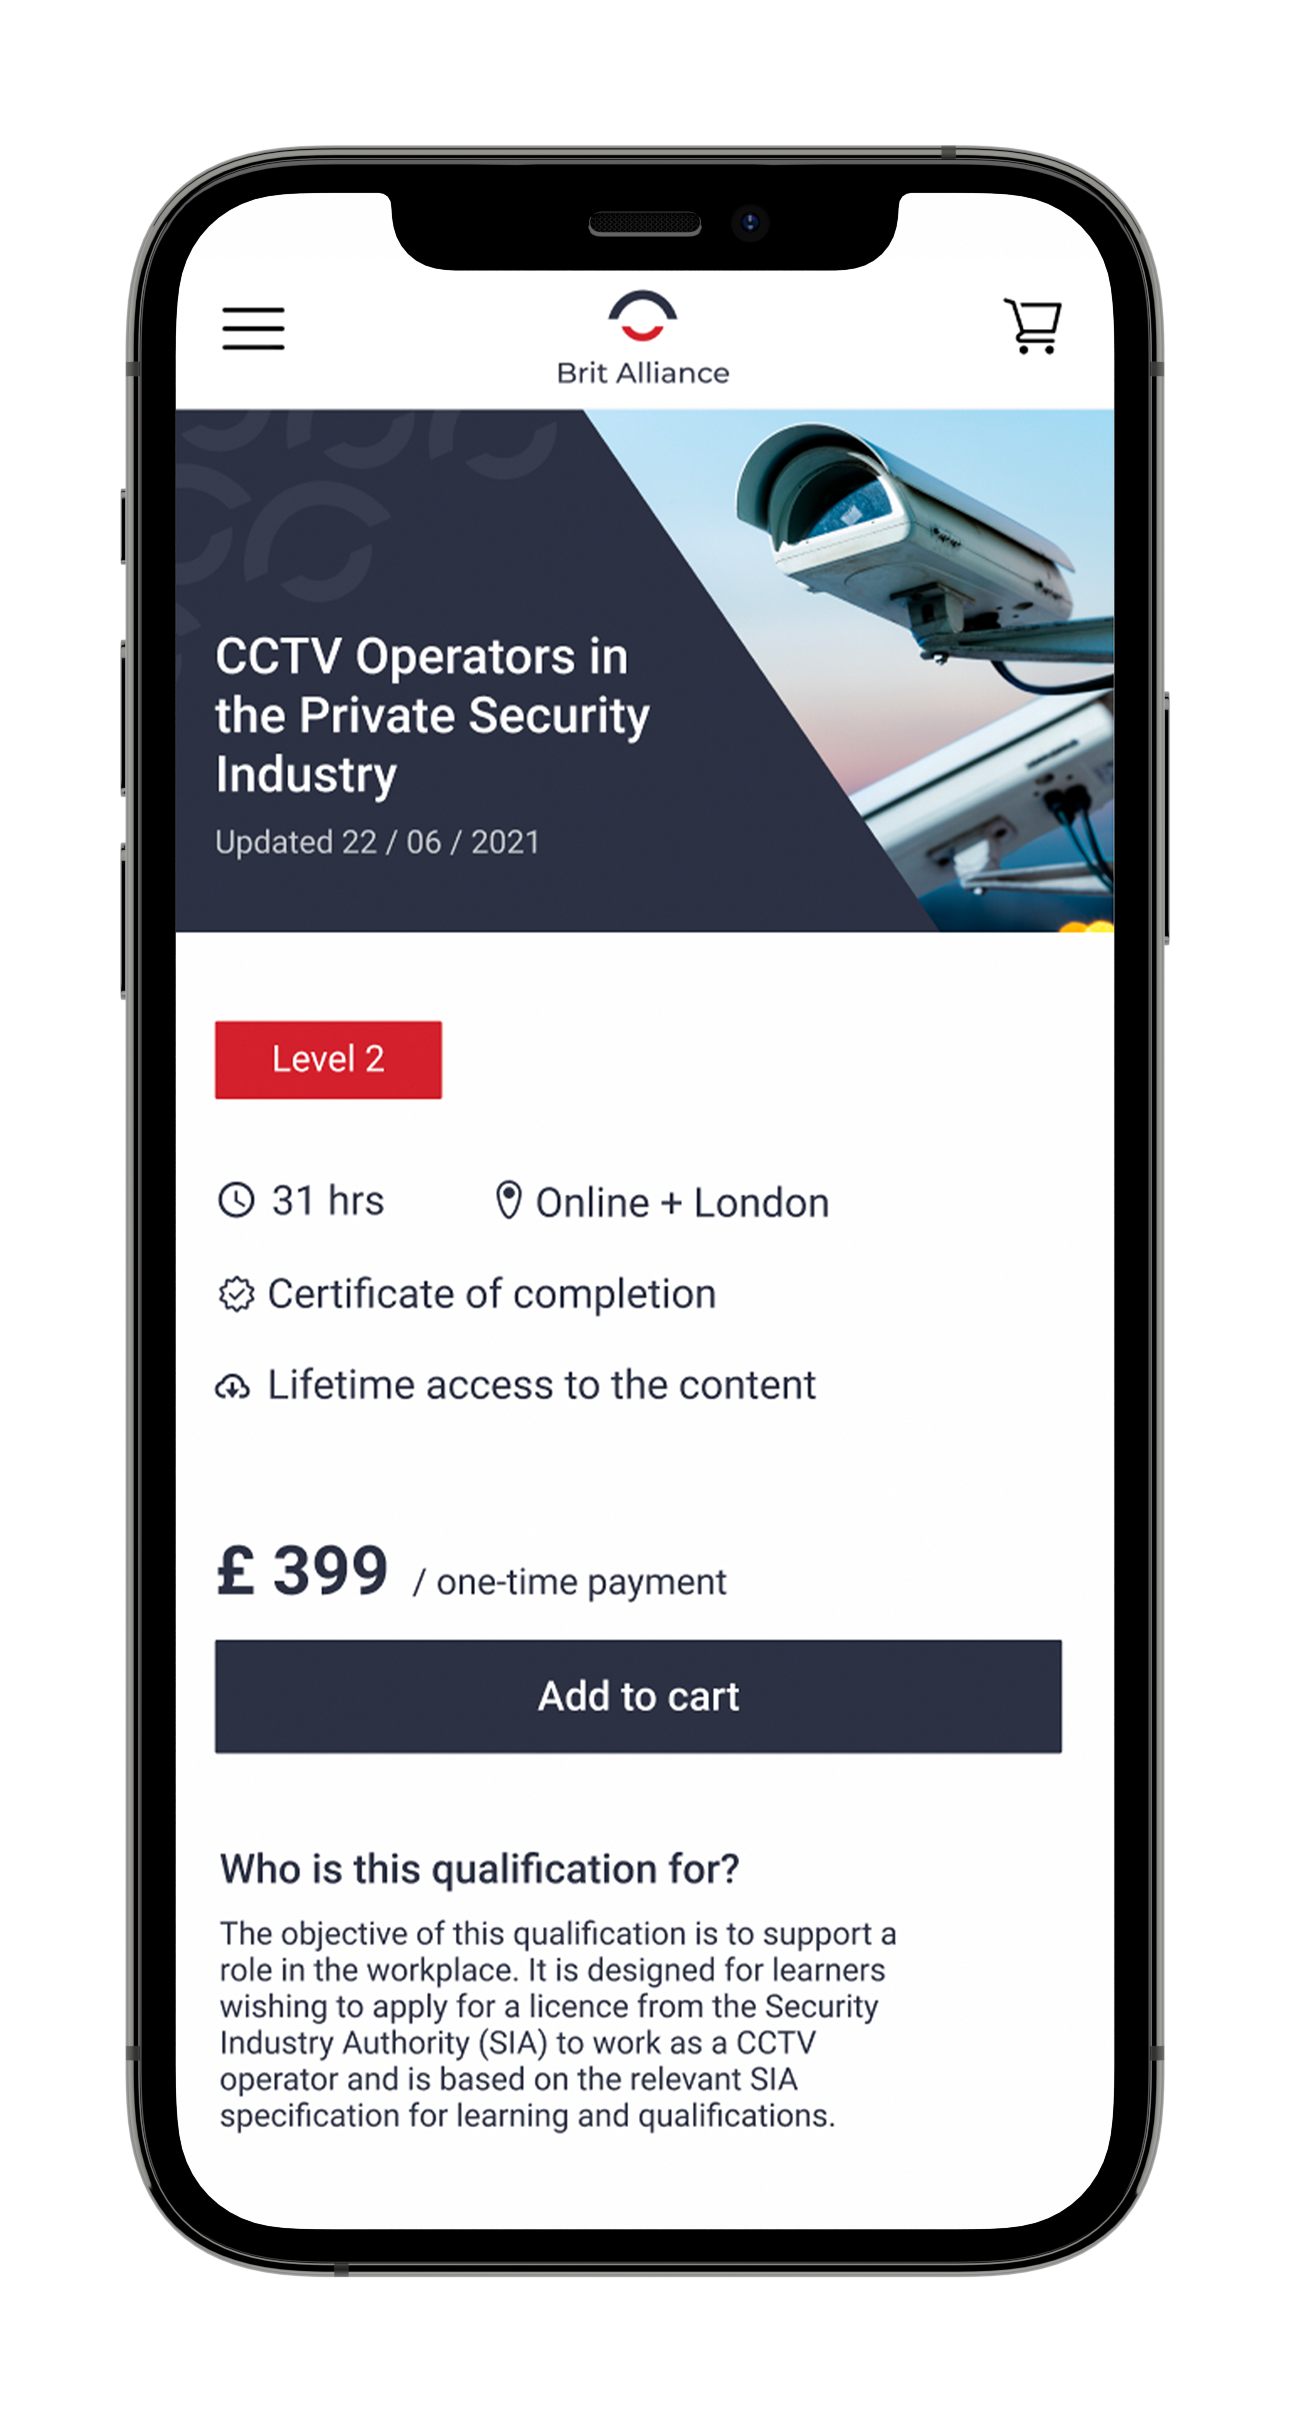 Brit Alliance
CCTV Operators in
the Private Security
Industry
Updated 22 / 06 / 2021
Level 2
31 hrs
Online + London
Certificate of completion
Lifetime access to the content
£ 399 / one-time payment
Add to cart
Who is this qualification for?
The objective of this qualification is to support a
role in the workplace. It is designed for learners
wishing to apply for a licence from the Security
Industry Authority (SIA) to work as a CCTV
operator and is based on the relevant SIA
specification for learning and qualifications.